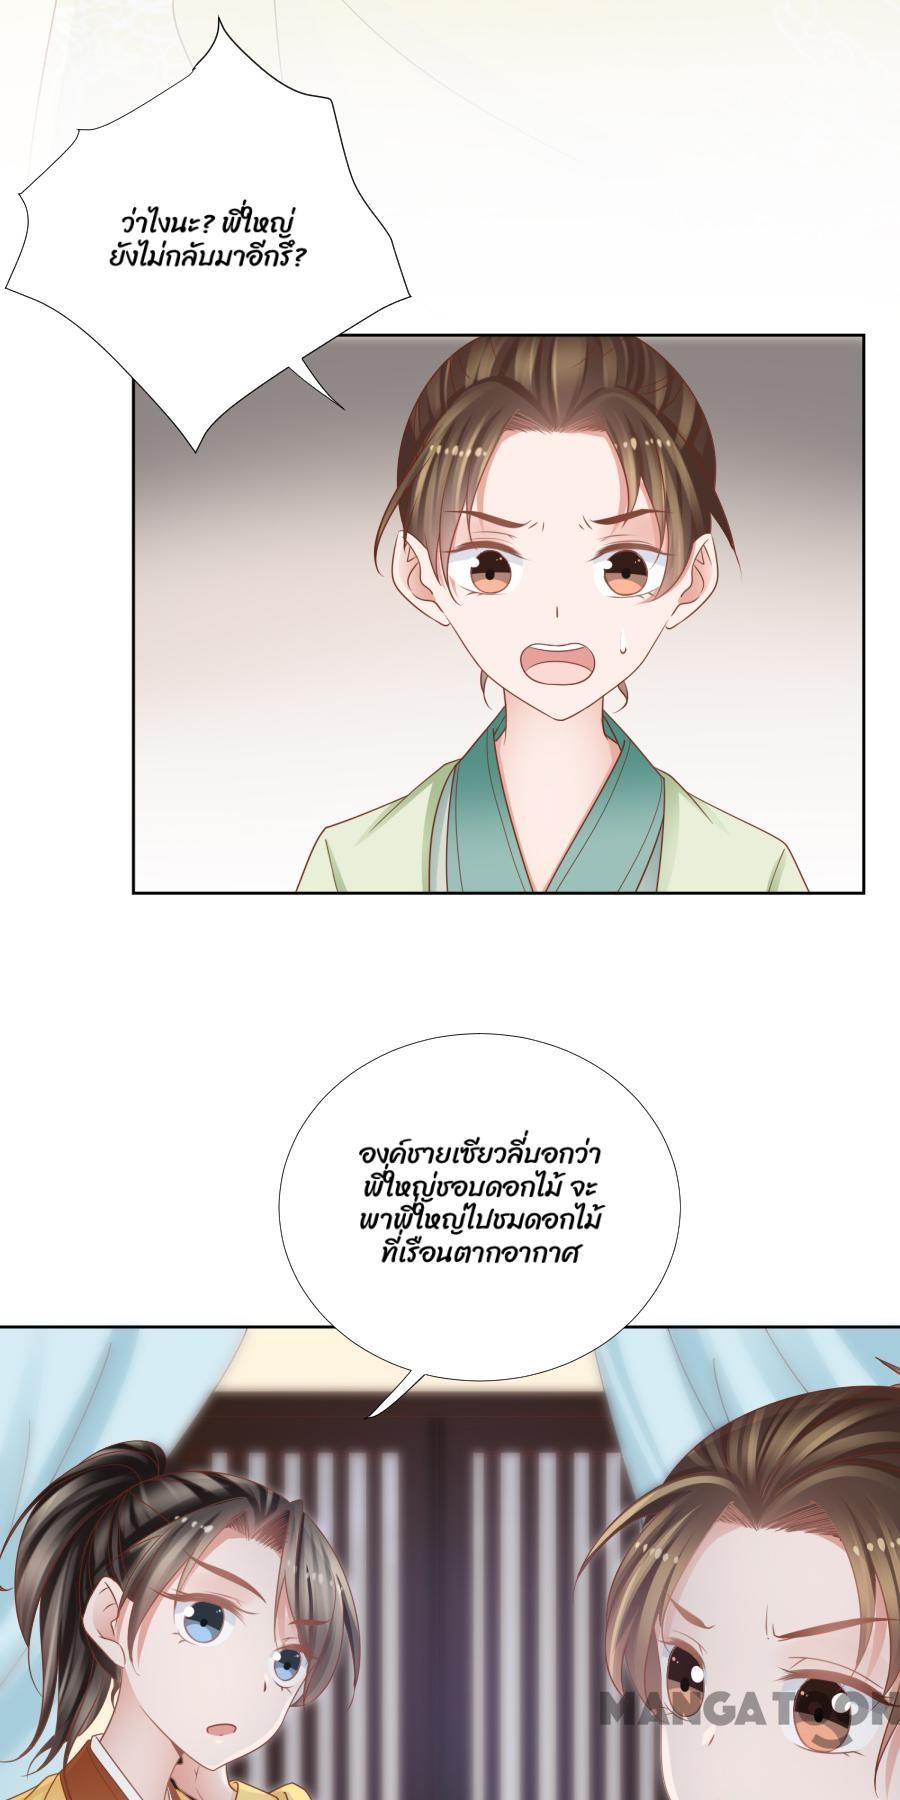 ว่าไงนะ? พี่ใหญ่
ยังไม่กลับมาอีกรึ?
องค์ชายเซียวลี่บอกว่า
พี่ใหญ่ชอบดอกไม้ จะ
พาพี่ใหญ่ไปชมดอกไม้
ที่เรือนตากอากาศ
MANGATOON